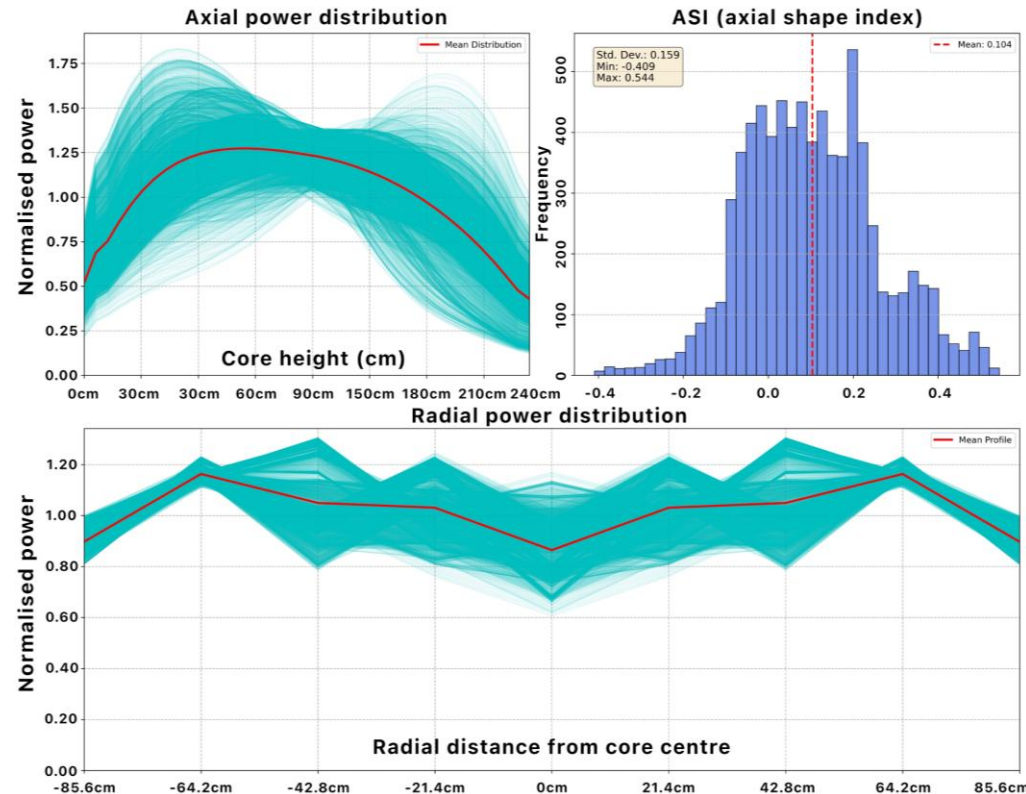 Axial power distribution
Mean Distribution
Normalised power
1.75
1.50
1.25
1.00
0.75
0.50
0.25
0.00
Core height (cm)
0cm 30cm 30cm 60cm 90cm 120cm 150cm 180cm 210cm 240cm
ASI (axial shape index)
Std. Dev.: 0.159
Min: -0.409
Max: 0.544
Mean: 0.104
Frequency
500
400
300
200
100
0
-0.4 -0.2 0.0 0.2 0.4
Radial power distribution
Mean Profile
Normalised power
1.20
1.00
0.80
0.60
0.40
0.20
0.00
Radial distance from core centre
-85.6cm -64.2cm -42.8cm -21.4cm 0cm 21.4cm 42.8cm 64.2cm 85.6cm